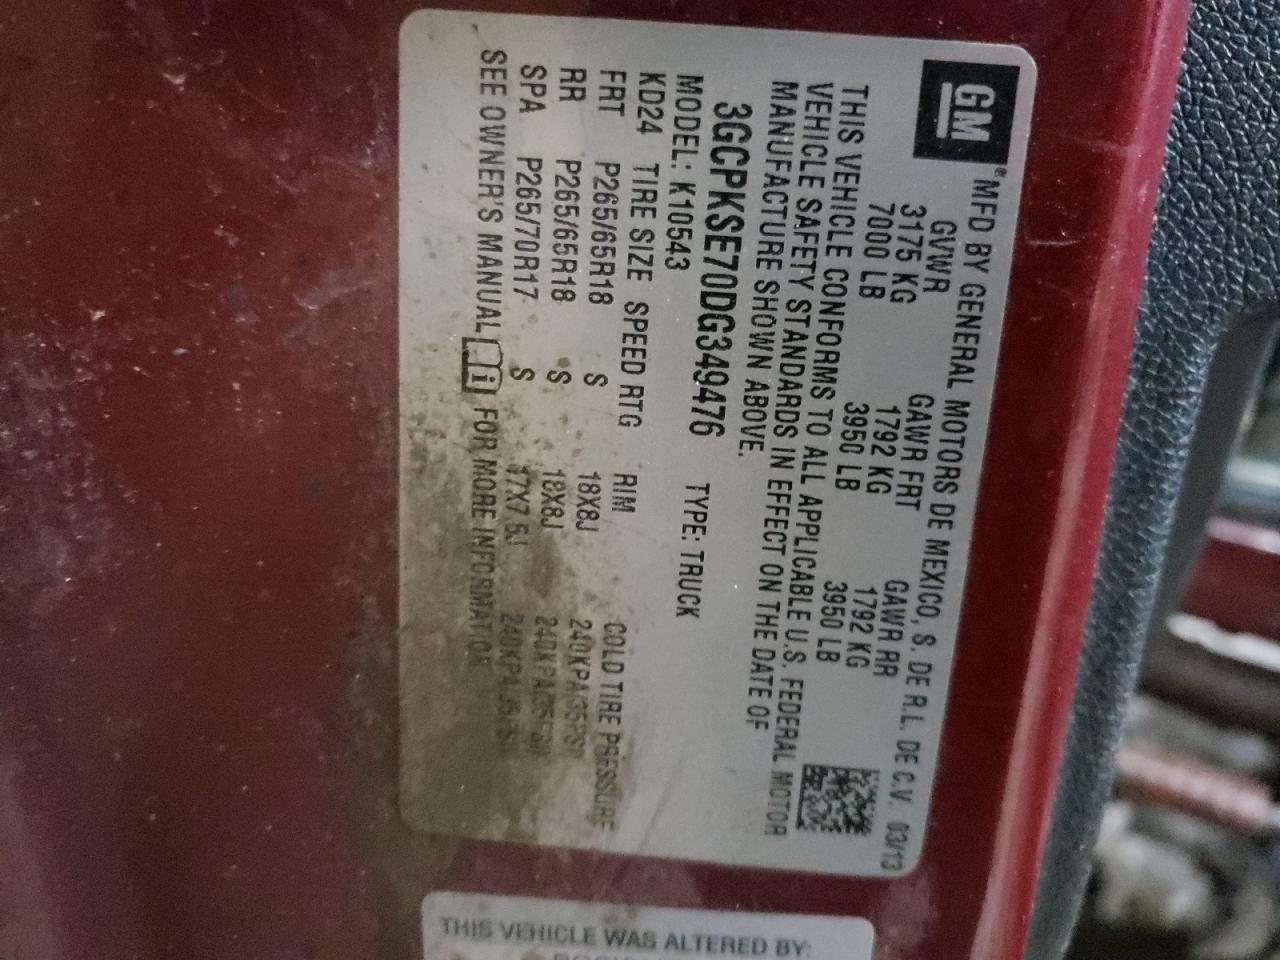 GM
® MFD BY GENERAL MOTORS DE MEXICO, S. DE R.L. DE C.V. 03/13
GVWR GAWR FRT GAWR RR
3175 KG 1792 KG 1792 KG
7000 LB 3950 LB 3950 LB
THIS VEHICLE CONFORMS TO ALL APPLICABLE U.S. FEDERAL MOTOR
VEHICLE SAFETY STANDARDS IN EFFECT ON THE DATE OF
MANUFACTURE SHOWN ABOVE.
3GCPKSE70DG349476 TYPE: TRUCK
MODEL: K10543
KD24 TIRE SIZE SPEED RTG RIM COLD TIRE PRESSURE
FRT P265/65R18 S 18X8J 240KPA(35PSI)
RR P265/65R18 S 18X8J 240KPA(35PSI)
SPA P265/70R17 S 17X7.5J 240KPA(35PSI)
SEE OWNER'S MANUAL i FOR MORE INFORMATION
THIS VEHICLE WAS ALTERED BY: